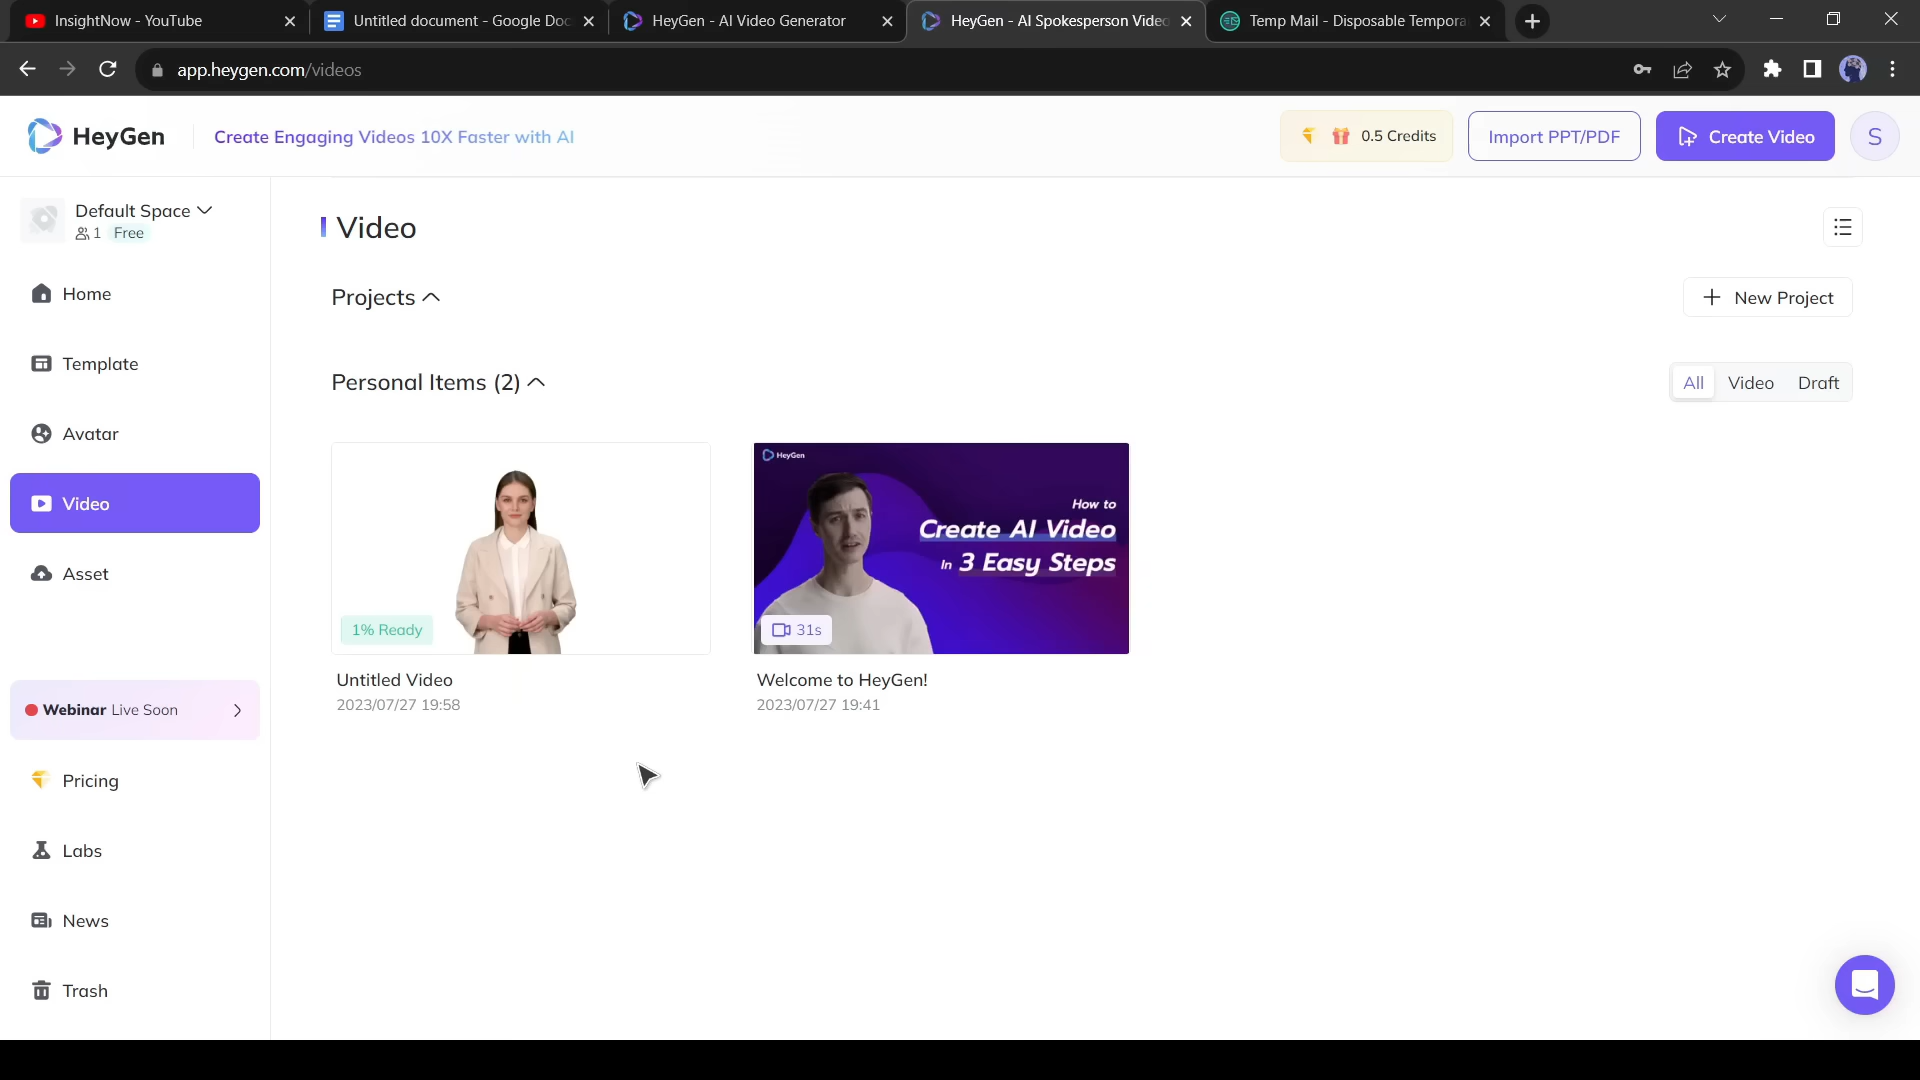 InsightNow - YouTube
Untitled document - Google Doc
HeyGen - AI Video Generator
HeyGen - AI Spokesperson Video
Temp Mail - Disposable Tempora
app.heygen.com/videos
HeyGen
Create Engaging Videos 10X Faster with AI
0.5 Credits
Import PPT/PDF
Create Video
S
Default Space
1 Free
Home
Template
Avatar
Video
Asset
Webinar Live Soon
Pricing
Labs
News
Trash
Video
Projects
New Project
Personal Items (2)
All
Video
Draft
1% Ready
Untitled Video
2023/07/27 19:58
HeyGen
How to
Create AI Video
In 3 Easy Steps
31s
Welcome to HeyGen!
2023/07/27 19:41